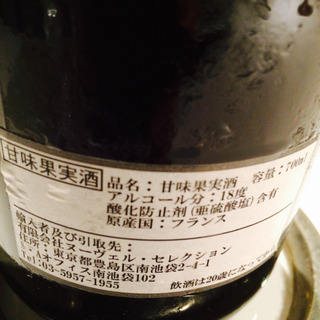 甘味果実酒
品名：甘味果実酒　容量：700ml
アルコール分：18度
酸化防止剤(亜硫酸塩)含有
原産国：フランス
輸入者及び引取先：
有限会社ヌーヴェル・セレクション
住所：東京都豊島区南池袋2-4-1
オフィス南池袋102
Tel：03-5957-1955
飲酒は20歳になって